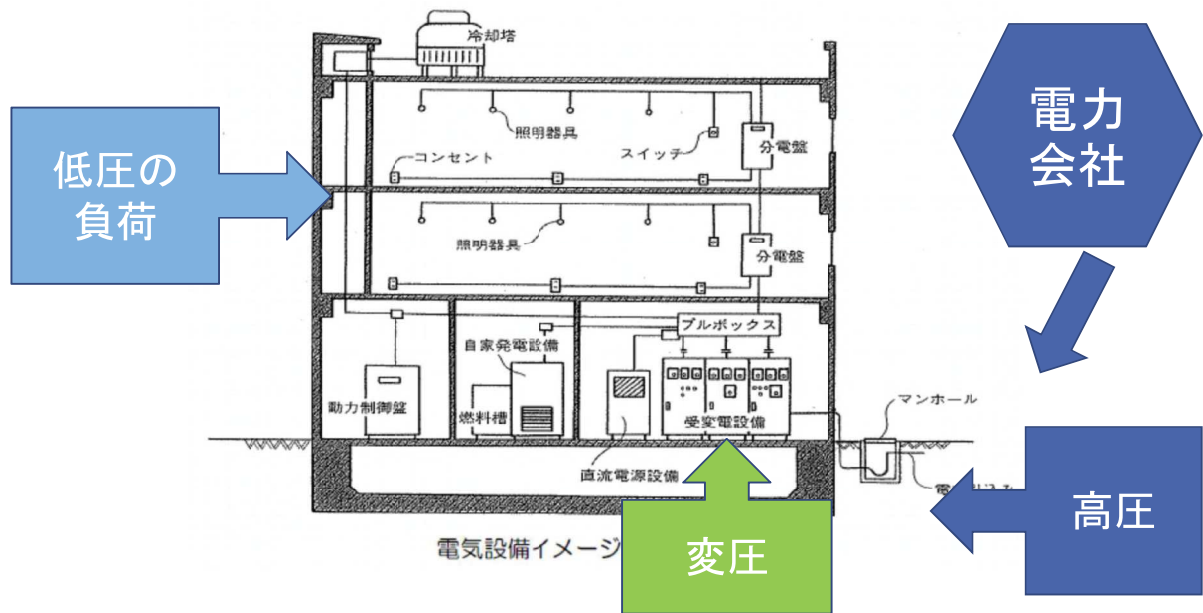 冷却塔
電力
会社
照明器具
スイッチ
分電盤
コンセント
低圧の
負荷
照明器具
分電盤
プルボックス
自家発電設備
マンホール
動力制御盤
燃料槽
受変電設備
直流電源設備
高圧
変圧
電気設備イメージ